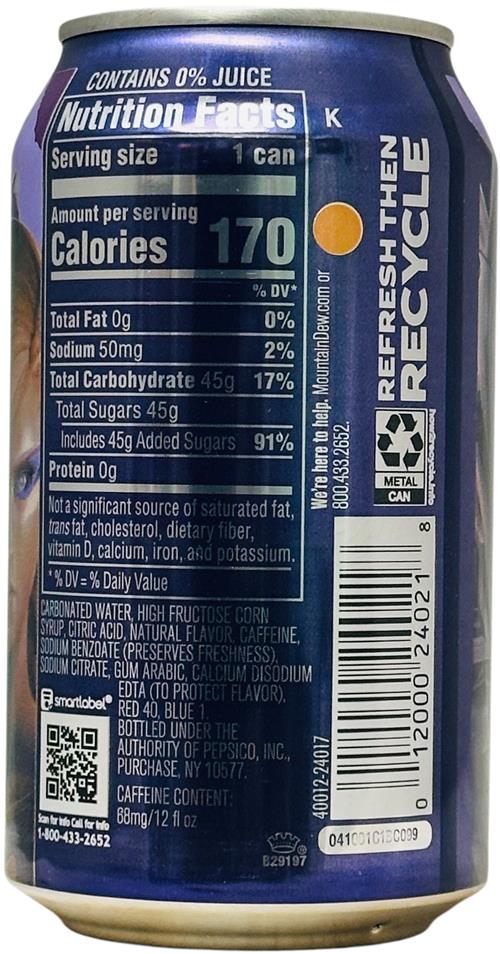 CONTAINS 0% JUICE
Nutrition Facts
Serving size 1 can
Amount per serving
Calories 170
% DV*
Total Fat 0g 0%
Sodium 50mg 2%
Total Carbohydrate 45g 17%
Total Sugars 45g
Includes 45g Added Sugars 91%
Protein 0g
Not a significant source of saturated fat,
trans fat, cholesterol, dietary fiber,
vitamin D, calcium, iron, and potassium.
* % DV = % Daily Value
CARBONATED WATER, HIGH FRUCTOSE CORN
SYRUP, CITRIC ACID, NATURAL FLAVOR, CAFFEINE,
SODIUM BENZOATE (PRESERVES FRESHNESS),
SODIUM CITRATE, GUM ARABIC, CALCIUM DISODIUM
EDTA (TO PROTECT FLAVOR),
RED 40, BLUE 1.
BOTTLED UNDER THE
AUTHORITY OF PEPSICO, INC.,
PURCHASE, NY 10577.
CAFFEINE CONTENT:
68mg/12 fl oz
smartlabel®
Scan for info Call for info
1-800-433-2652
K
We're here to help. MountainDew.com or
800.433.2652.
REFRESH THEN
RECYCLE
METAL
CAN
40012-24017
0 12000 24021 8
B29197